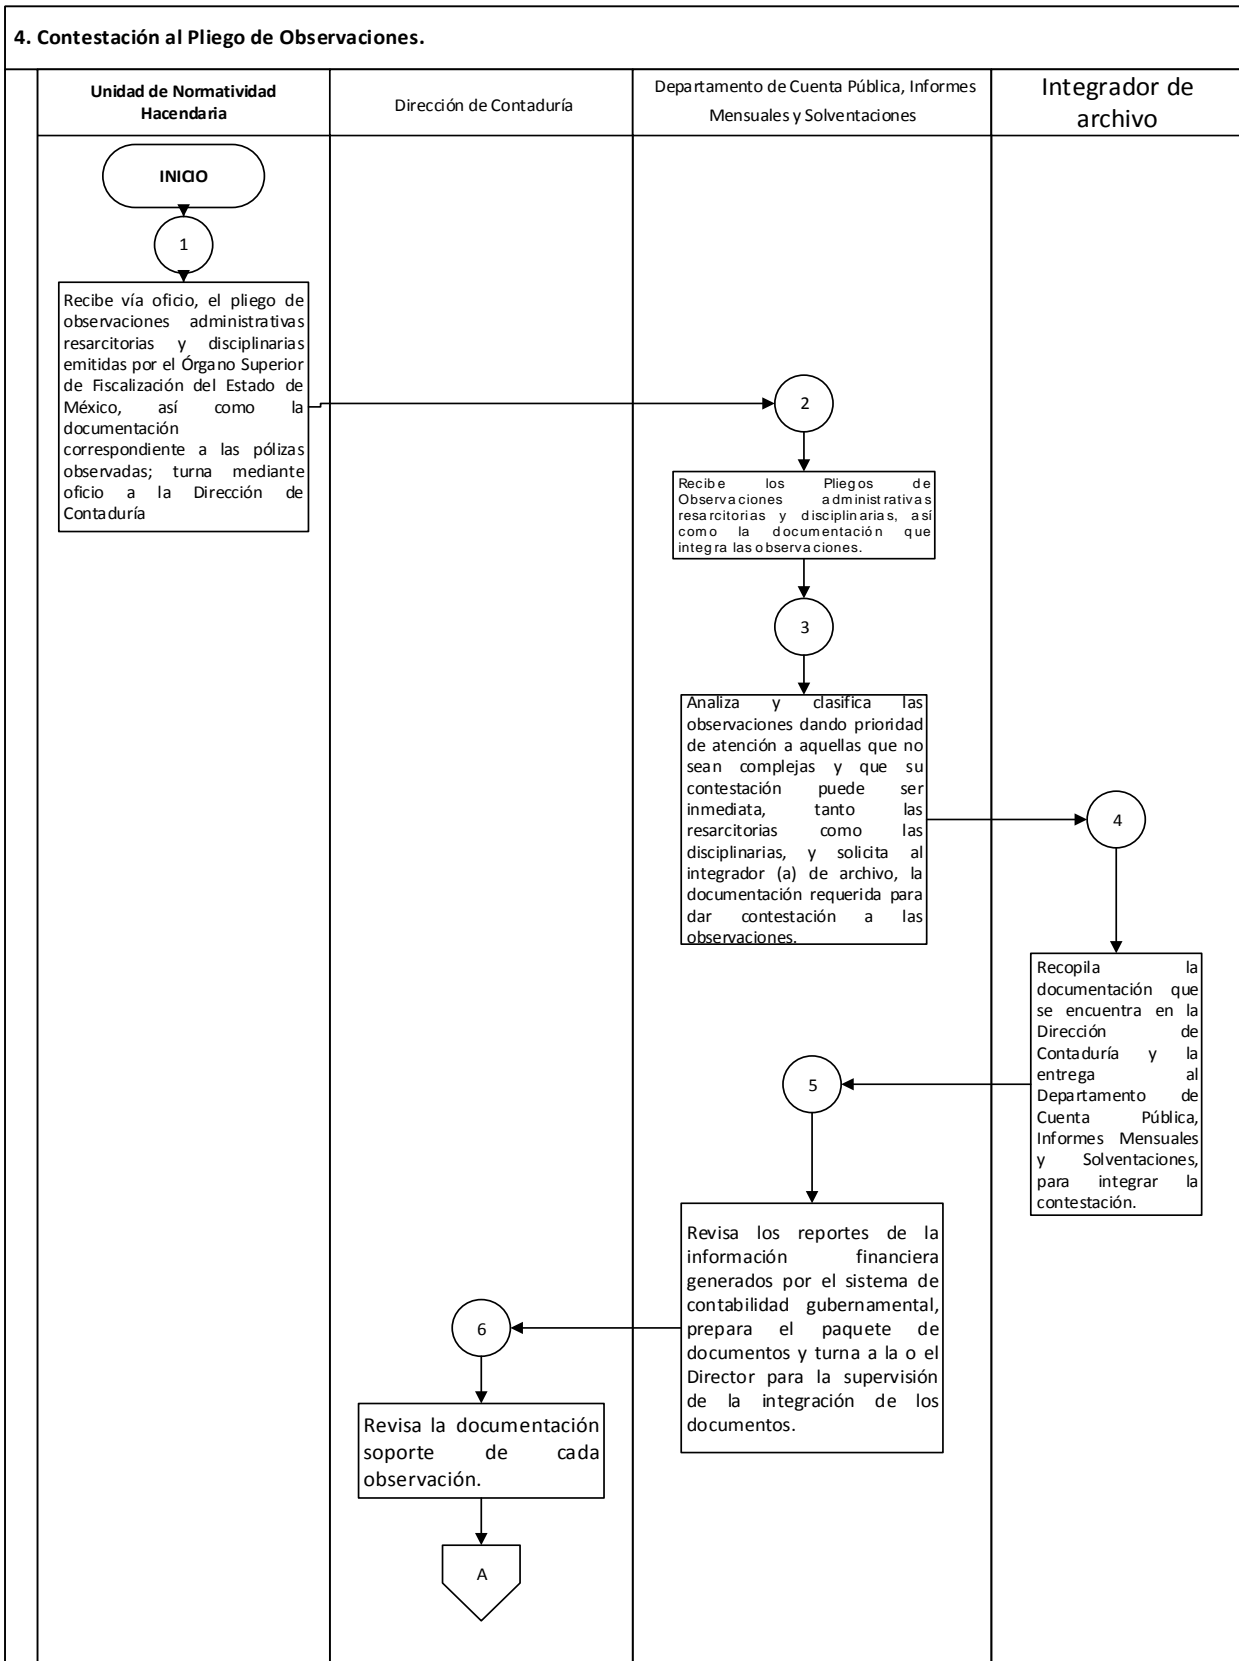 4. Contestación al Pliego de Observaciones.
Unidad de Normatividad
Hacendaria
Dirección de Contaduría
Departamento de Cuenta Pública, Informes
Mensuales y Solventaciones
Integrador de
archivo
INICIO
1
Recibe vía oficio, el pliego de
observaciones administrativas
resarcitorias y disciplinarias
emitidas por el Órgano Superior
de Fiscalización del Estado de
México, así como la
documentación
correspondiente a las pólizas
observadas; turna mediante
oficio a la Dirección de
Contaduría
2
Recibe los Pliegos de
Observaciones administrativas
resarcitorias y disciplinarias, así
como la documentación que
integra las observaciones.
3
Analiza y clasifica las
observaciones dando prioridad
de atención a aquellas que no
sean complejas y que su
contestación puede ser
inmediata, tanto las
resarcitorias como las
disciplinarias, y solicita al
integrador (a) de archivo, la
documentación requerida para
dar contestación a las
observaciones.
4
Recopila la
documentación que
se encuentra en la
Dirección de
Contaduría y la
entrega al
Departamento de
Cuenta Pública,
Informes Mensuales
y Solventaciones,
para integrar la
contestación.
5
Revisa los reportes de la
información financiera
generados por el sistema de
contabilidad gubernamental,
prepara el paquete de
documentos y turna a la o el
Director para la supervisión
de la integración de los
documentos.
6
Revisa la documentación
soporte de cada
observación.
A